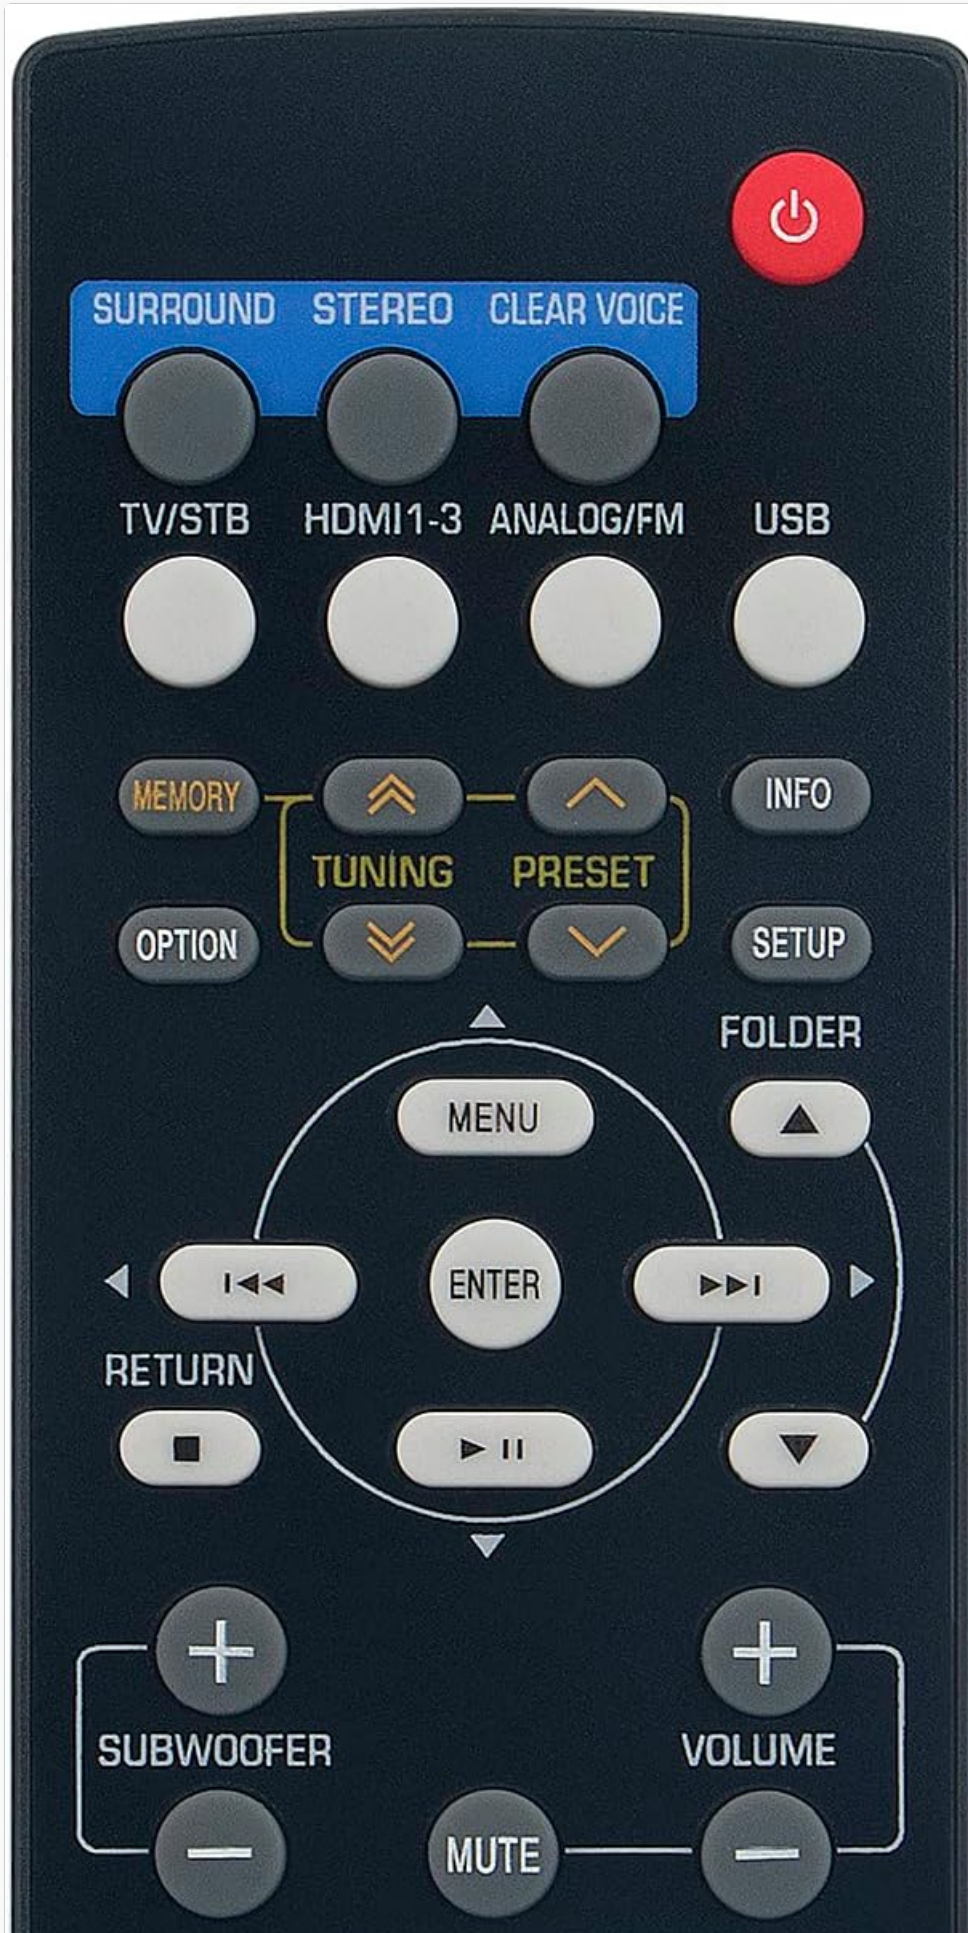 SURROUND STEREO CLEAR VOICE
TV/STB HDMI1-3 ANALOG/FM USB
MEMORY INFO
TUNING PRESET
OPTION SETUP
FOLDER
MENU
ENTER
RETURN
SUBWOOFER VOLUME
MUTE